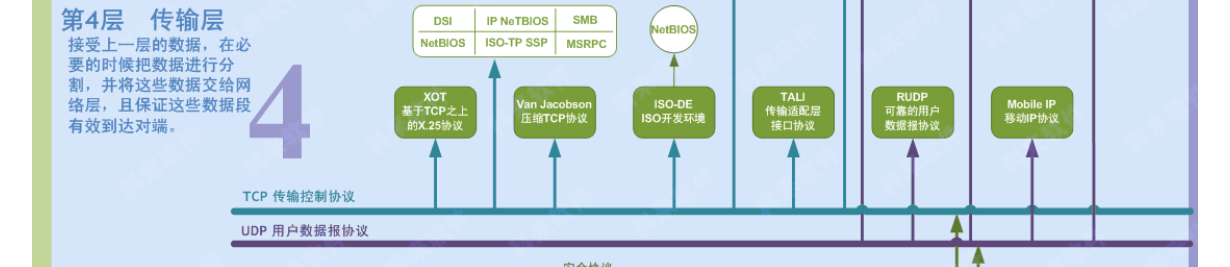 第4层 传输层
接受上一层的数据，在必
要的时候把数据进行分
割，并将这些数据交给网
络层，且保证这些数据段
有效到达对端。
4
DSI IP NeTBIOS SMB
NetBIOS ISO-TP SSP MSRPC
NetBIOS
XOT
基于TCP之上
的X.25协议
Van Jacobson
压缩TCP协议
ISO-DE
ISO开发环境
TALI
传输适配层
接口协议
RUDP
可靠的用户
数据报协议
Mobile IP
移动IP协议
TCP 传输控制协议
UDP 用户数据报协议
安全协议